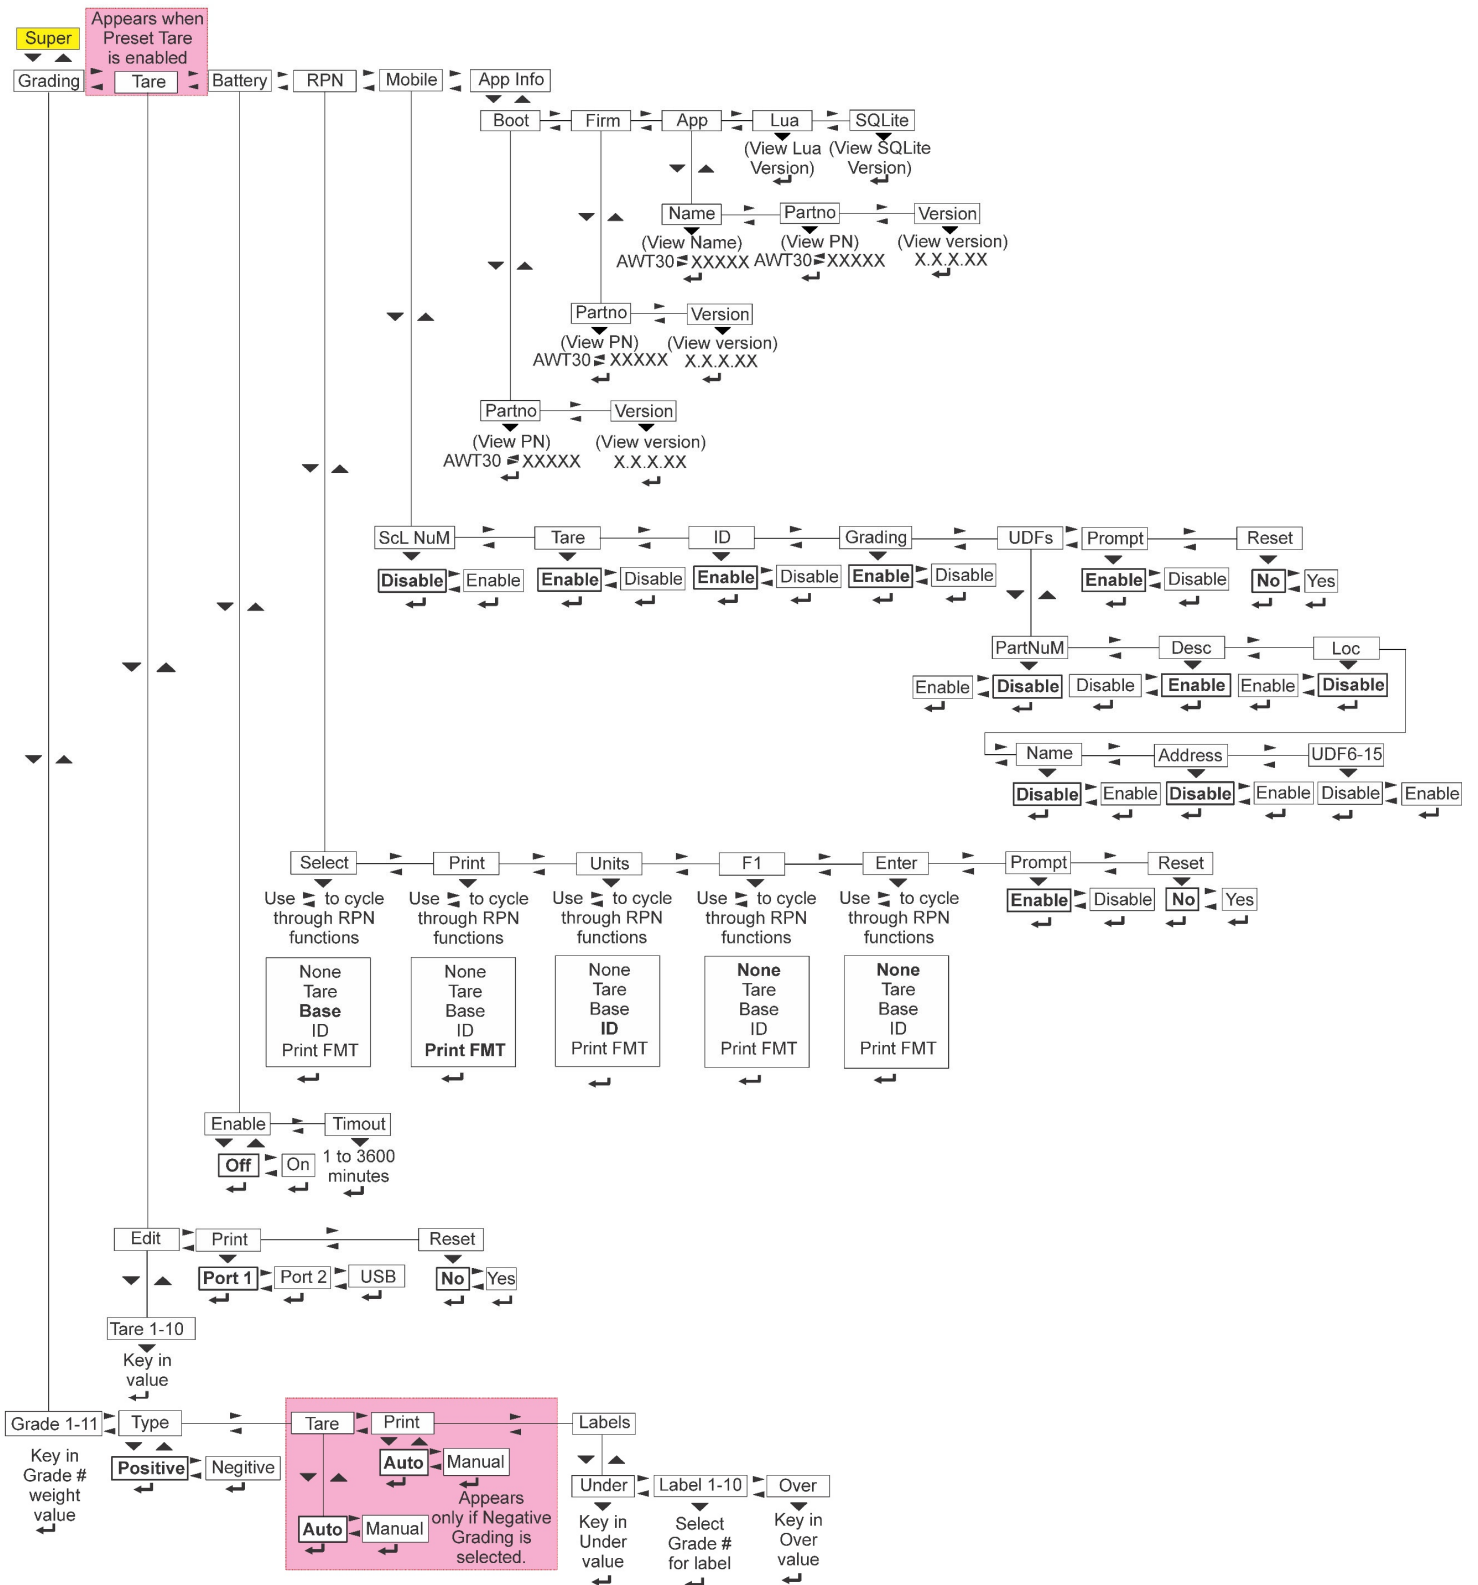 Appears when
Preset Tare
is enabled
Super
Grading
Tare
Battery
RPN
Mobile
App Info
Boot
Firm
App
Lua
SQLite
(View Lua
Version)
(View SQLite
Version)
Name
Partno
Version
(View Name)
AWT30 XXXXX
(View PN)
AWT30 XXXXX
(View version)
X.X.X.XX
Partno
Version
(View PN)
AWT30 XXXXX
(View version)
X.X.X.XX
Partno
Version
(View PN)
AWT30 XXXXX
(View version)
X.X.X.XX
ScL NuM
Tare
ID
Grading
UDFs
Prompt
Reset
Disable
Enable
Enable
Disable
Enable
Disable
Enable
Disable
Enable
Disable
No
Yes
PartNuM
Desc
Loc
Enable
Disable
Disable
Enable
Enable
Disable
Name
Address
UDF6-15
Disable
Enable
Disable
Enable
Disable
Enable
Select
Print
Units
F1
Enter
Prompt
Reset
Use to cycle
through RPN
functions
Use to cycle
through RPN
functions
Use to cycle
through RPN
functions
Use to cycle
through RPN
functions
Use to cycle
through RPN
functions
Enable
Disable
No
Yes
None
Tare
Base
ID
Print FMT
None
Tare
Base
ID
Print FMT
None
Tare
Base
ID
Print FMT
None
Tare
Base
ID
Print FMT
None
Tare
Base
ID
Print FMT
Enable
Timout
Off
On
1 to 3600
minutes
Edit
Print
Reset
Port 1
Port 2
USB
No
Yes
Tare 1-10
Key in
value
Grade 1-11
Type
Tare
Print
Labels
Key in
Grade #
weight
value
Positive
Negitive
Auto
Manual
Auto
Manual
Appears
only if Negative
Grading is
selected.
Under
Label 1-10
Over
Key in
Under
value
Select
Grade #
for label
Key in
Over
value